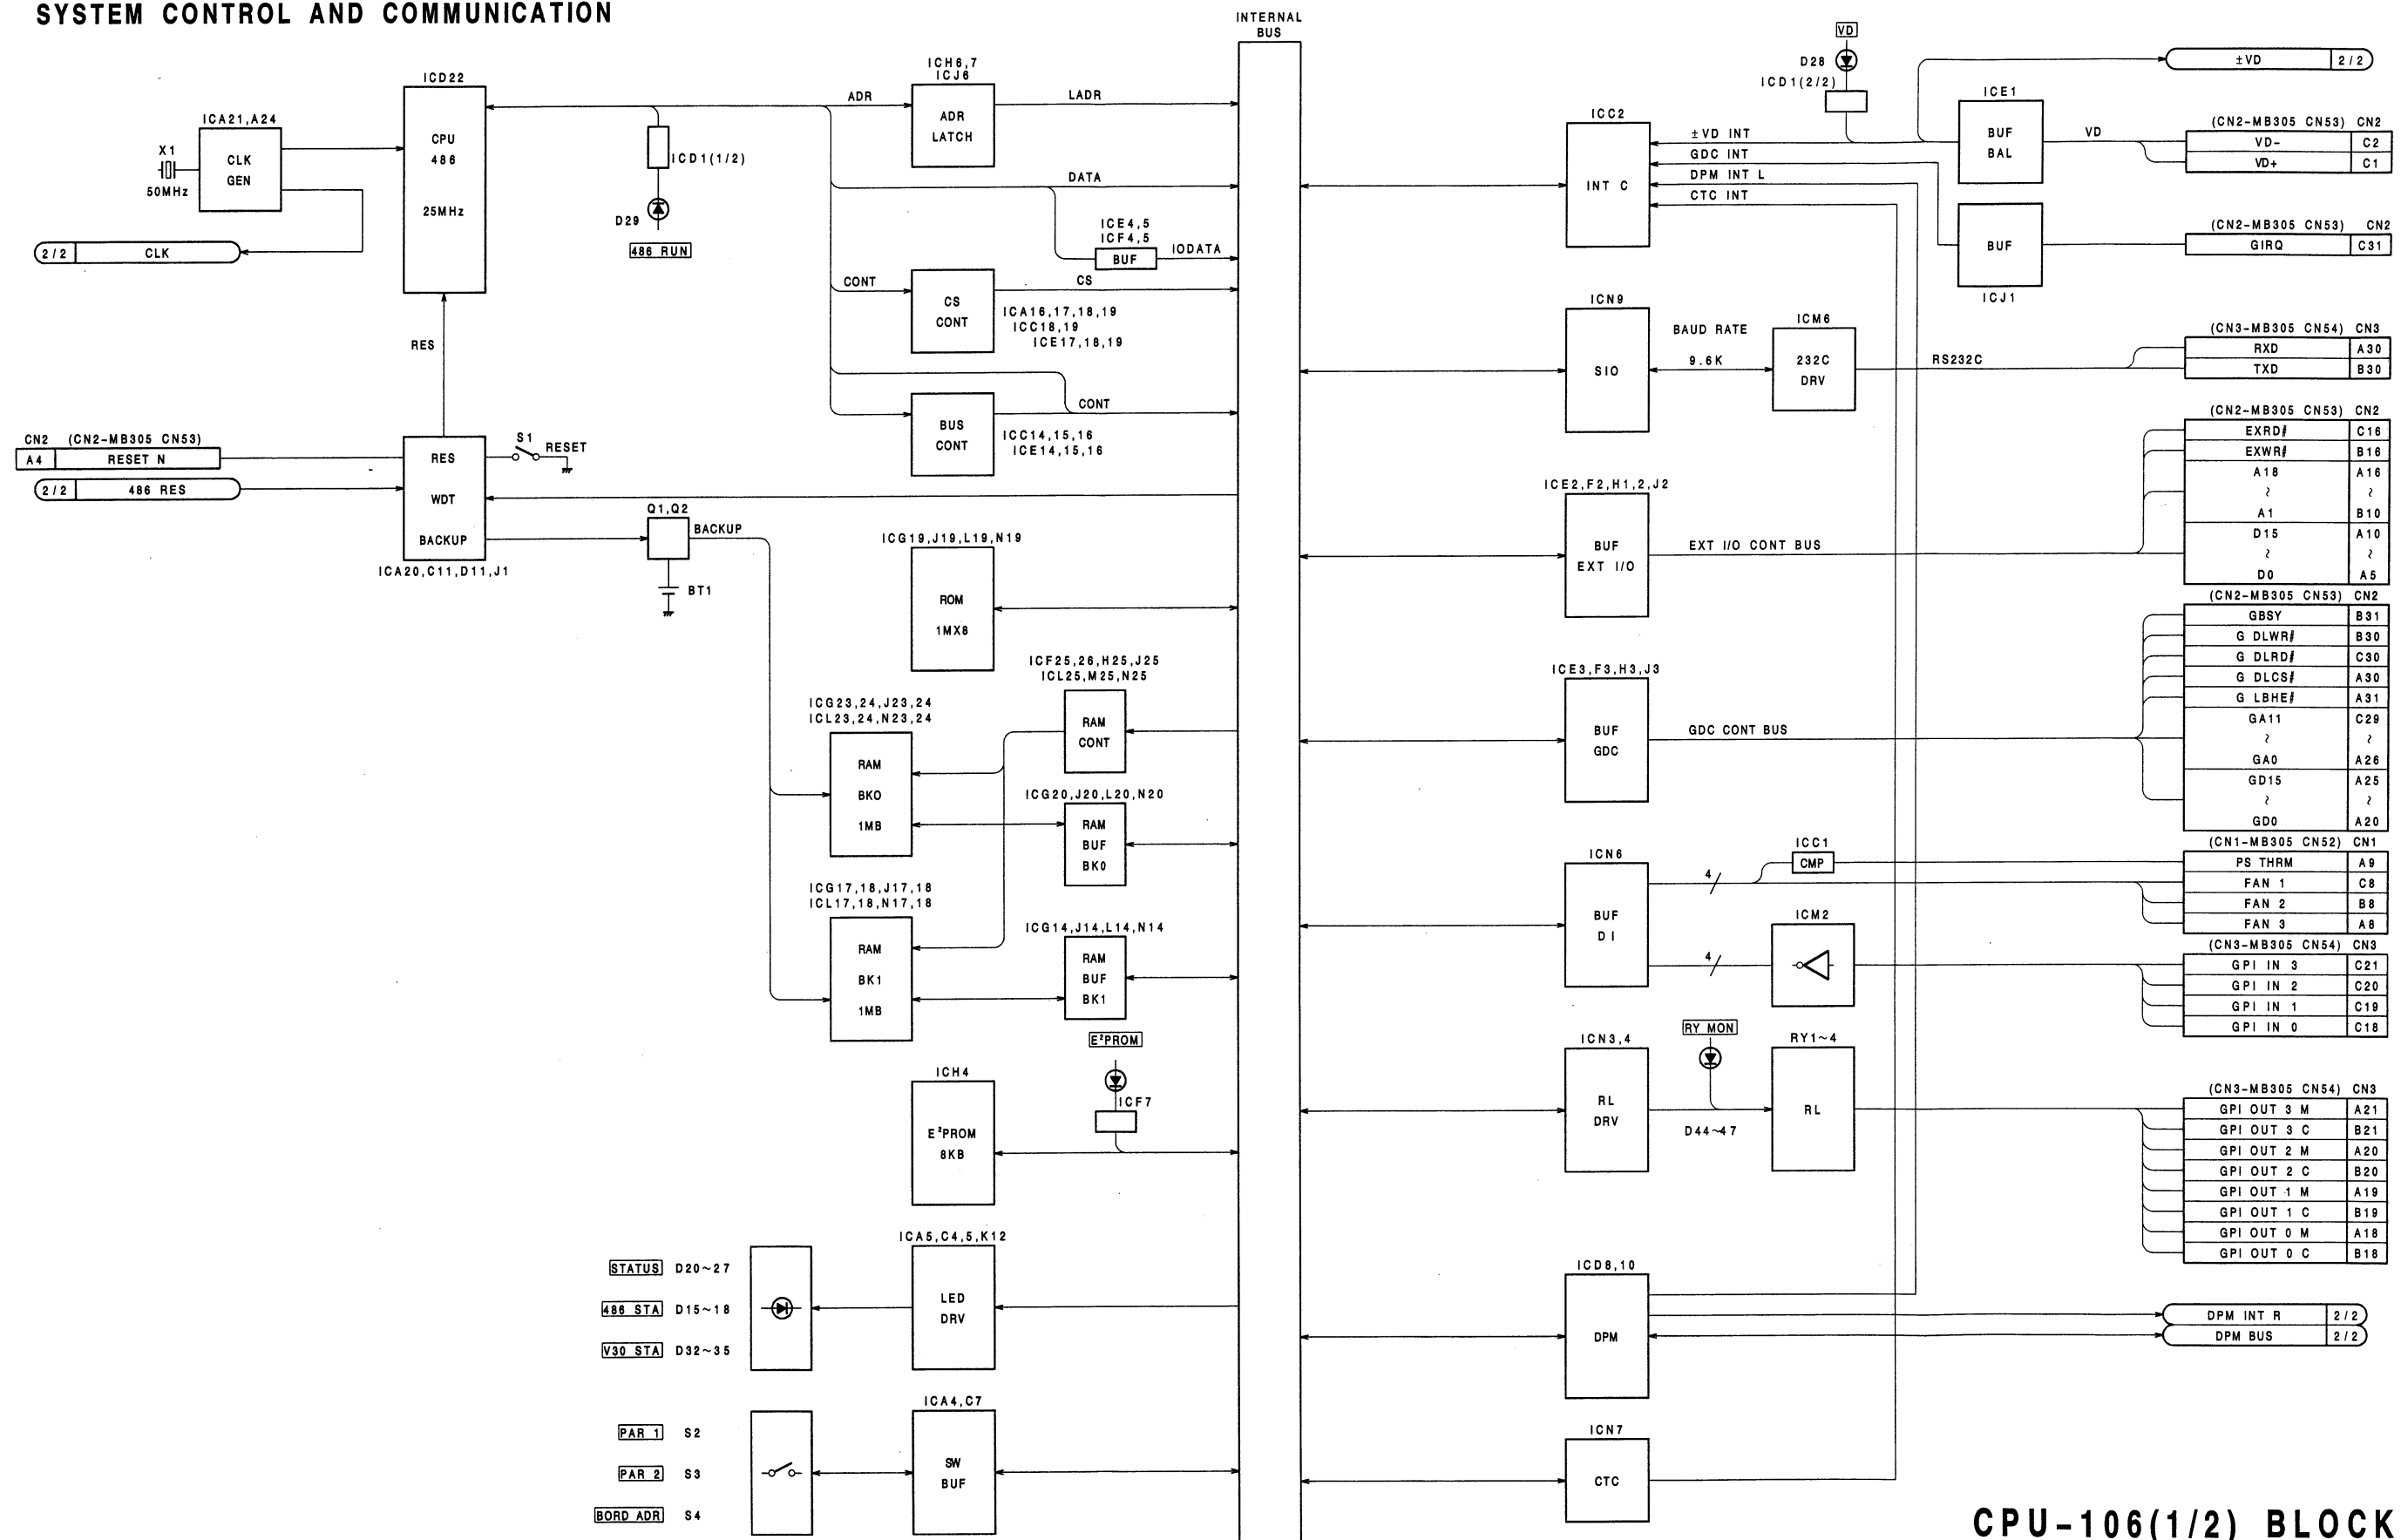 SYSTEM CONTROL AND COMMUNICATION
INTERNAL
BUS
ICA21,A24
X1
50MHz
CLK
GEN
2/2 CLK
ICD22
CPU
486
25MHz
RES
ICD1(1/2)
D29
486 RUN
ADR
ICH6,7
ICJ6
ADR
LATCH
LADR
DATA
ICE4,5
ICF4,5
BUF
IODATA
CONT
CS
CONT
CS
ICA16,17,18,19
ICC18,19
ICE17,18,19
BUS
CONT
CONT
ICC14,15,16
ICE14,15,16
CN2 (CN2-MB305 CN53)
A4 RESET N
2/2 486 RES
RES
WDT
BACKUP
ICA20,C11,D11,J1
S1
RESET
Q1,Q2
BACKUP
BT1
ICG19,J19,L19,N19
ROM
1MX8
ICF25,26,H25,J25
ICL25,M25,N25
RAM
CONT
ICG23,24,J23,24
ICL23,24,N23,24
RAM
BK0
1MB
ICG20,J20,L20,N20
RAM
BUF
BK0
ICG17,18,J17,18
ICL17,18,N17,18
RAM
BK1
1MB
ICG14,J14,L14,N14
RAM
BUF
BK1
E²PROM
ICF7
ICH4
E²PROM
8KB
ICA5,C4,5,K12
LED
DRV
STATUS D20~27
486 STA D15~18
V30 STA D32~35
ICA4,C7
SW
BUF
PAR 1 S2
PAR 2 S3
BORD ADR S4
VD
D28
ICD1(2/2)
±VD 2/2
ICC2
INT C
±VD INT
GDC INT
DPM INT L
CTC INT
ICE1
BUF
BAL
VD
(CN2-MB305 CN53) CN2
VD- C2
VD+ C1
BUF
ICJ1
(CN2-MB305 CN53) CN2
GIRQ C31
ICN9
SIO
BAUD RATE
9.6K
ICM6
232C
DRV
RS232C
(CN3-MB305 CN54) CN3
RXD A30
TXD B30
ICE2,F2,H1,2,J2
BUF
EXT I/O
EXT I/O CONT BUS
(CN2-MB305 CN53) CN2
EXRD# C16
EXWR# B16
A18 A16
~ ~
A1 B10
D15 A10
~ ~
D0 A5
ICE3,F3,H3,J3
BUF
GDC
GDC CONT BUS
(CN2-MB305 CN53) CN2
GBSY B31
G DLWR# B30
G DLRD# C30
G DLCS# A30
G LBHE# A31
GA11 C29
~ ~
GA0 A26
GD15 A25
~ ~
GD0 A20
ICN6
BUF
DI
4
ICC1
CMP
(CN1-MB305 CN52) CN1
PS THRM A9
FAN 1 C8
FAN 2 B8
FAN 3 A8
4
ICM2
(CN3-MB305 CN54) CN3
GPI IN 3 C21
GPI IN 2 C20
GPI IN 1 C19
GPI IN 0 C18
ICN3,4
RL
DRV
RY MON
D44~47
RY1~4
RL
(CN3-MB305 CN54) CN3
GPI OUT 3 M A21
GPI OUT 3 C B21
GPI OUT 2 M A20
GPI OUT 2 C B20
GPI OUT 1 M A19
GPI OUT 1 C B19
GPI OUT 0 M A18
GPI OUT 0 C B18
ICD8,10
DPM
DPM INT R 2/2
DPM BUS 2/2
ICN7
CTC
CPU-106(1/2) BLOCK